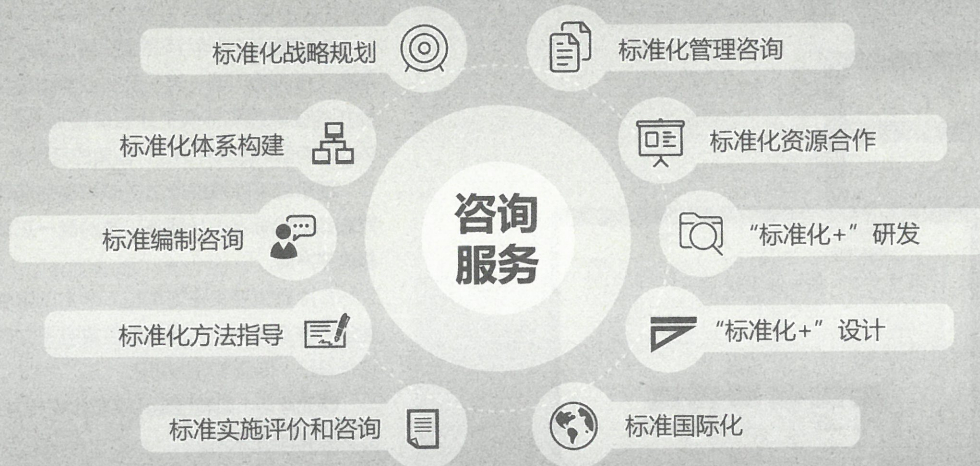 标准化战略规划
标准化管理咨询
标准化体系构建
标准化资源合作
咨询
服务
标准编制咨询
“标准化+”研发
标准化方法指导
“标准化+”设计
标准实施评价和咨询
标准国际化